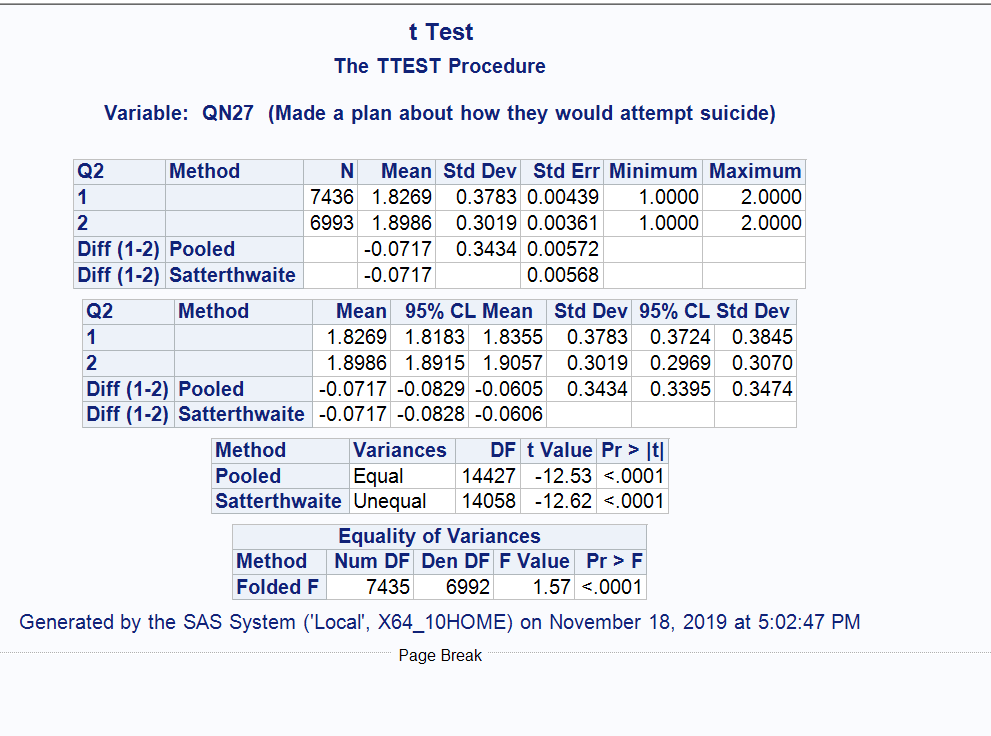 t Test
The TTEST Procedure
Variable: QN27 (Made a plan about how they would attempt suicide)
Q2 Method N Mean Std Dev Std Err Minimum Maximum
1 7436 1.8269 0.3783 0.00439 1.0000 2.0000
2 6993 1.8986 0.3019 0.00361 1.0000 2.0000
Diff (1-2) Pooled -0.0717 0.3434 0.00572
Diff (1-2) Satterthwaite -0.0717 0.00568
Q2 Method Mean 95% CL Mean Std Dev 95% CL Std Dev
1 1.8269 1.8183 1.8355 0.3783 0.3724 0.3845
2 1.8986 1.8915 1.9057 0.3019 0.2969 0.3070
Diff (1-2) Pooled -0.0717 -0.0829 -0.0605 0.3434 0.3395 0.3474
Diff (1-2) Satterthwaite -0.0717 -0.0828 -0.0606
Method Variances DF t Value Pr > |t|
Pooled Equal 14427 -12.53 <.0001
Satterthwaite Unequal 14058 -12.62 <.0001
Equality of Variances
Method Num DF Den DF F Value Pr > F
Folded F 7435 6992 1.57 <.0001
Generated by the SAS System ('Local', X64_10HOME) on November 18, 2019 at 5:02:47 PM
Page Break